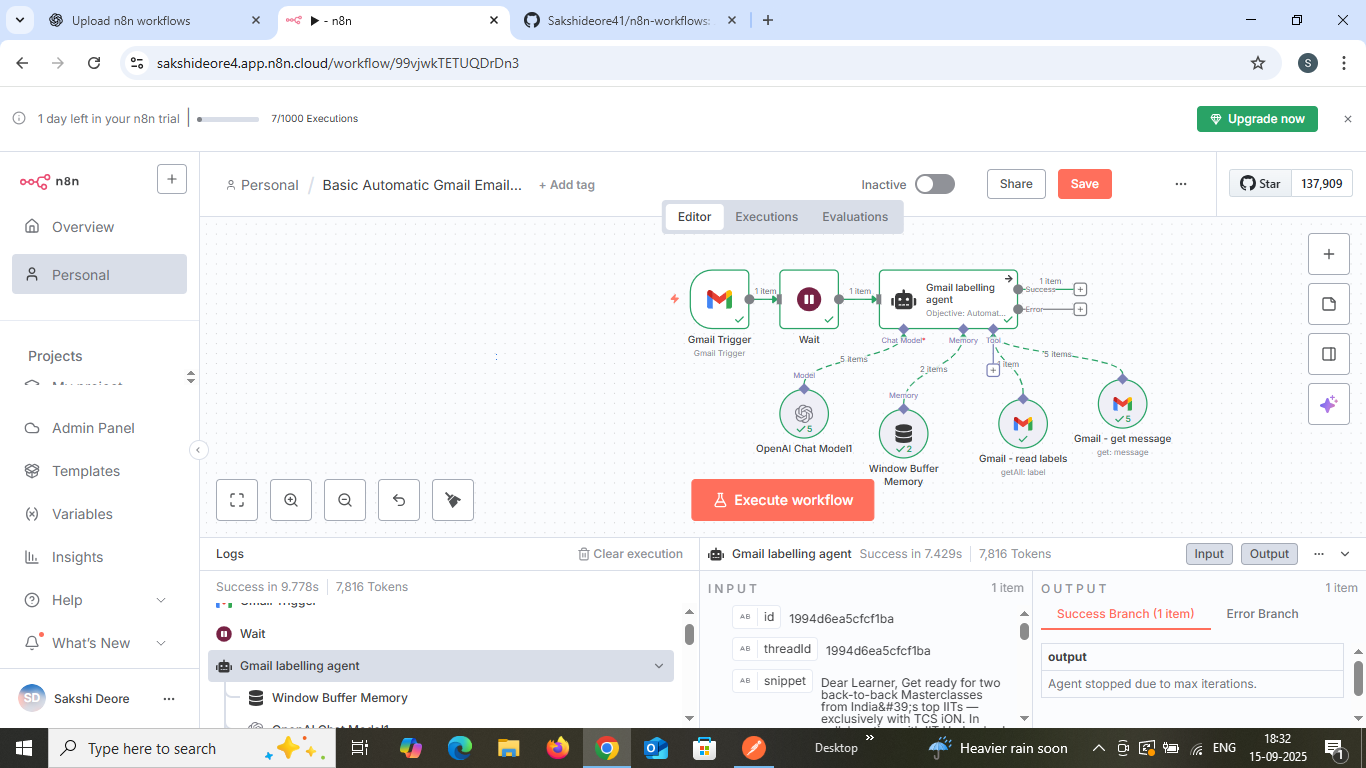 Upload n8n workflows
▶ - n8n
Sakshideore41/n8n-workflows:
sakshideore4.app.n8n.cloud/workflow/99vjwkTETUQDrDn3
S
1 day left in your n8n trial
7/1000 Executions
Upgrade now
n8n
Personal / Basic Automatic Gmail Email...
+ Add tag
Inactive
Share
Save
Star
137,909
Editor
Executions
Evaluations
Overview
Personal
Projects
My project
Admin Panel
Templates
Variables
Insights
Help
What's New
SD
Sakshi Deore
1 item
1 item
Gmail labelling agent
Objective: Automat...
1 item
Success
Error
Gmail Trigger
Gmail Trigger
Wait
Chat Model*
Memory
Tool
5 items
2 items
1 item
5 items
Model
Memory
5
OpenAI Chat Model1
2
Window Buffer Memory
Gmail - read labels
getAll: label
5
Gmail - get message
get: message
:
Execute workflow
Logs
Clear execution
Success in 9.778s
7,816 Tokens
Gmail Trigger
Wait
Gmail labelling agent
Window Buffer Memory
OpenAI Chat Model1
Gmail labelling agent
Success in 7.429s
7,816 Tokens
Input
Output
INPUT
1 item
AB id 1994d6ea5cfcf1ba
AB threadId 1994d6ea5cfcf1ba
AB snippet Dear Learner, Get ready for two
back-to-back Masterclasses
from India&#39;s top IITs —
exclusively with TCS iON. In
OUTPUT
1 item
Success Branch (1 item)
Error Branch
output
Agent stopped due to max iterations.
Type here to search
Desktop
Heavier rain soon
ENG
18:32
15-09-2025
1